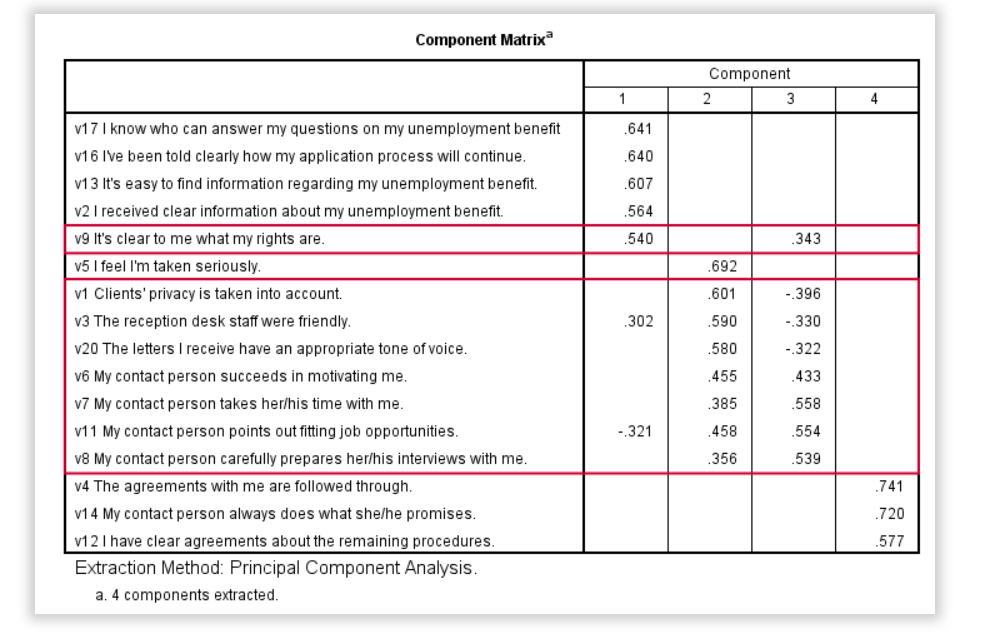 Component Matrixa
Component
1 2 3 4
v17 I know who can answer my questions on my unemployment benefit .641
v16 I've been told clearly how my application process will continue. .640
v13 It's easy to find information regarding my unemployment benefit. .607
v2 I received clear information about my unemployment benefit. .564
v9 It's clear to me what my rights are. .540 .343
v5 I feel I'm taken seriously. .692
v1 Clients' privacy is taken into account. .601 -.396
v3 The reception desk staff were friendly. .302 .590 -.330
v20 The letters I receive have an appropriate tone of voice. .580 -.322
v6 My contact person succeeds in motivating me. .455 .433
v7 My contact person takes her/his time with me. .385 .558
v11 My contact person points out fitting job opportunities. -.321 .458 .554
v8 My contact person carefully prepares her/his interviews with me. .356 .539
v4 The agreements with me are followed through. .741
v14 My contact person always does what she/he promises. .720
v12 I have clear agreements about the remaining procedures. .577
Extraction Method: Principal Component Analysis.
a. 4 components extracted.